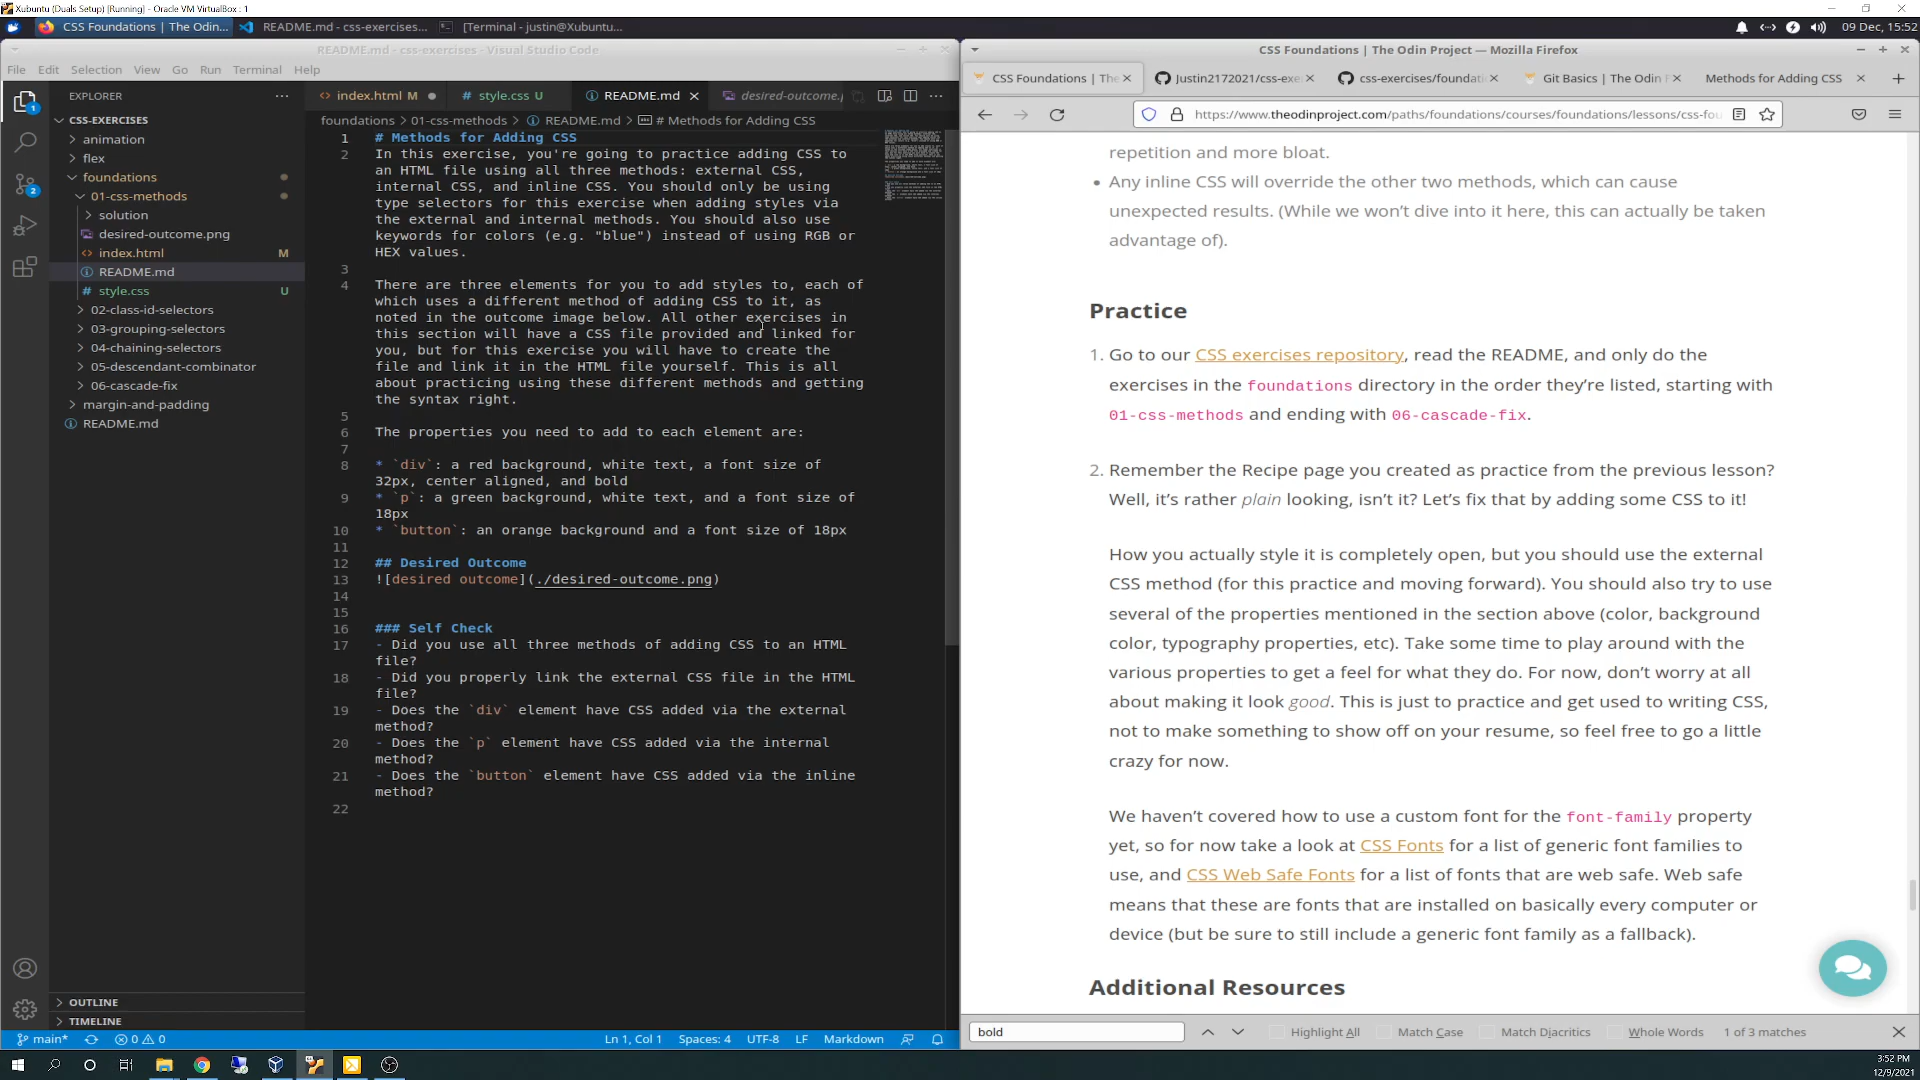 Xubuntu (Duals Setup) [Running] - Oracle VM VirtualBox : 1
CSS Foundations | The Odin...
README.md - css-exercises...
[Terminal - justin@Xubuntu...
09 Dec, 15:52
README.md - css-exercises - Visual Studio Code
File Edit Selection View Go Run Terminal Help
EXPLORER
CSS-EXERCISES
animation
flex
foundations
01-css-methods
solution
desired-outcome.png
index.html M
README.md
style.css U
02-class-id-selectors
03-grouping-selectors
04-chaining-selectors
05-descendant-combinator
06-cascade-fix
margin-and-padding
README.md
OUTLINE
TIMELINE
1
2
index.html M
style.css U
README.md
desired-outcome.
foundations > 01-css-methods > README.md > # Methods for Adding CSS
1 # Methods for Adding CSS
2 In this exercise, you're going to practice adding CSS to
an HTML file using all three methods: external CSS,
internal CSS, and inline CSS. You should only be using
type selectors for this exercise when adding styles via
the external and internal methods. You should also use
keywords for colors (e.g. "blue") instead of using RGB or
HEX values.
3
4 There are three elements for you to add styles to, each of
which uses a different method of adding CSS to it, as
noted in the outcome image below. All other exercises in
this section will have a CSS file provided and linked for
you, but for this exercise you will have to create the
file and link it in the HTML file yourself. This is all
about practicing using these different methods and getting
the syntax right.
5
6 The properties you need to add to each element are:
7
8 * `div`: a red background, white text, a font size of
32px, center aligned, and bold
9 * `p`: a green background, white text, and a font size of
18px
10 * `button`: an orange background and a font size of 18px
11
12 ## Desired Outcome
13 ![desired outcome](./desired-outcome.png)
14
15
16 ### Self Check
17 - Did you use all three methods of adding CSS to an HTML
file?
18 - Did you properly link the external CSS file in the HTML
file?
19 - Does the `div` element have CSS added via the external
method?
20 - Does the `p` element have CSS added via the internal
method?
21 - Does the `button` element have CSS added via the inline
method?
22
main* 0 0 Ln 1, Col 1 Spaces: 4 UTF-8 LF Markdown
CSS Foundations | The Odin Project — Mozilla Firefox
CSS Foundations | The
Justin2172021/css-exe
css-exercises/foundati
Git Basics | The Odin P
Methods for Adding CSS
https://www.theodinproject.com/paths/foundations/courses/foundations/lessons/css-fou
repetition and more bloat.
• Any inline CSS will override the other two methods, which can cause
unexpected results. (While we won’t dive into it here, this can actually be taken
advantage of).
Practice
1. Go to our CSS exercises repository, read the README, and only do the
exercises in the foundations directory in the order they’re listed, starting with
01-css-methods and ending with 06-cascade-fix.
2. Remember the Recipe page you created as practice from the previous lesson?
Well, it’s rather plain looking, isn’t it? Let’s fix that by adding some CSS to it!
How you actually style it is completely open, but you should use the external
CSS method (for this practice and moving forward). You should also try to use
several of the properties mentioned in the section above (color, background
color, typography properties, etc). Take some time to play around with the
various properties to get a feel for what they do. For now, don’t worry at all
about making it look good. This is just to practice and get used to writing CSS,
not to make something to show off on your resume, so feel free to go a little
crazy for now.
We haven’t covered how to use a custom font for the font-family property
yet, so for now take a look at CSS Fonts for a list of generic font families to
use, and CSS Web Safe Fonts for a list of fonts that are web safe. Web safe
means that these are fonts that are installed on basically every computer or
device (but be sure to still include a generic font family as a fallback).
Additional Resources
bold Highlight All Match Case Match Diacritics Whole Words 1 of 3 matches
3:52 PM
12/9/2021